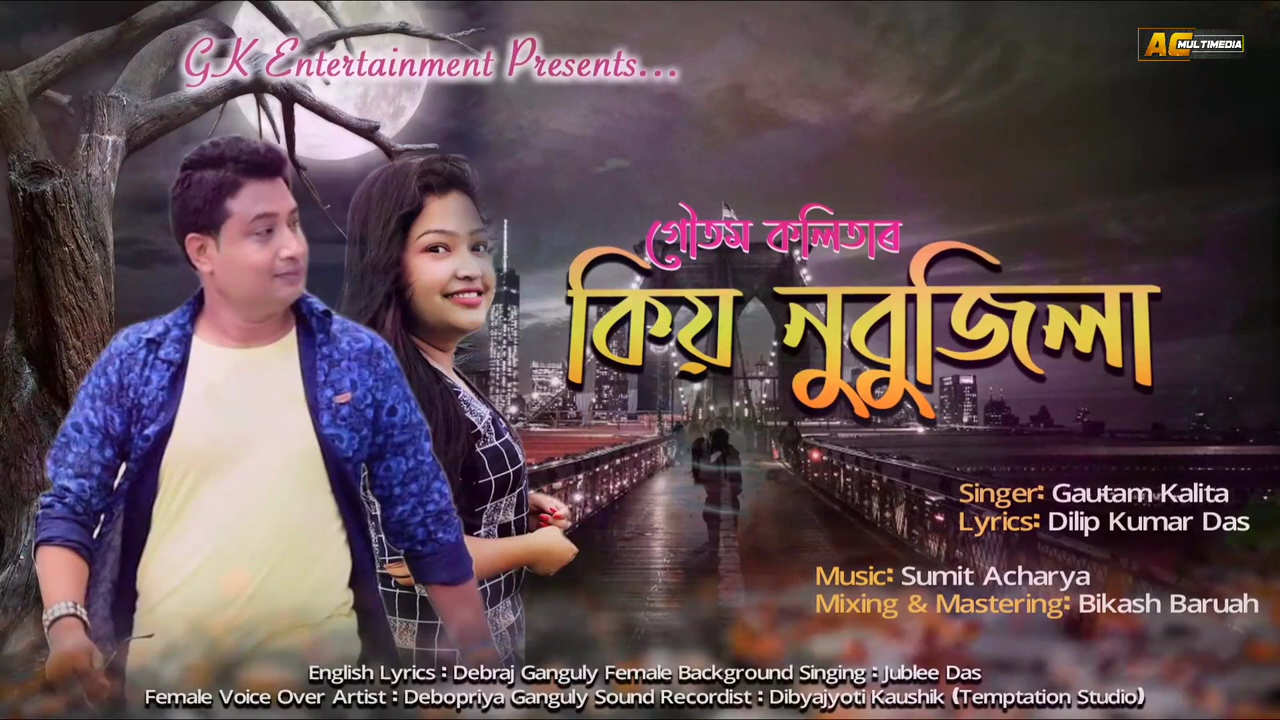 GK Entertainment Presents...
AC MULTIMEDIA
গৌতম কলিতাৰ
কিয় নুবুজিলা
Singer: Gautam Kalita
Lyrics: Dilip Kumar Das
Music: Sumit Acharya
Mixing & Mastering: Bikash Baruah
English Lyrics : Debraj Ganguly Female Background Singing : Jublee Das
Female Voice Over Artist : Debopriya Ganguly Sound Recordist : Dibyajyoti Kaushik (Temptation Studio)